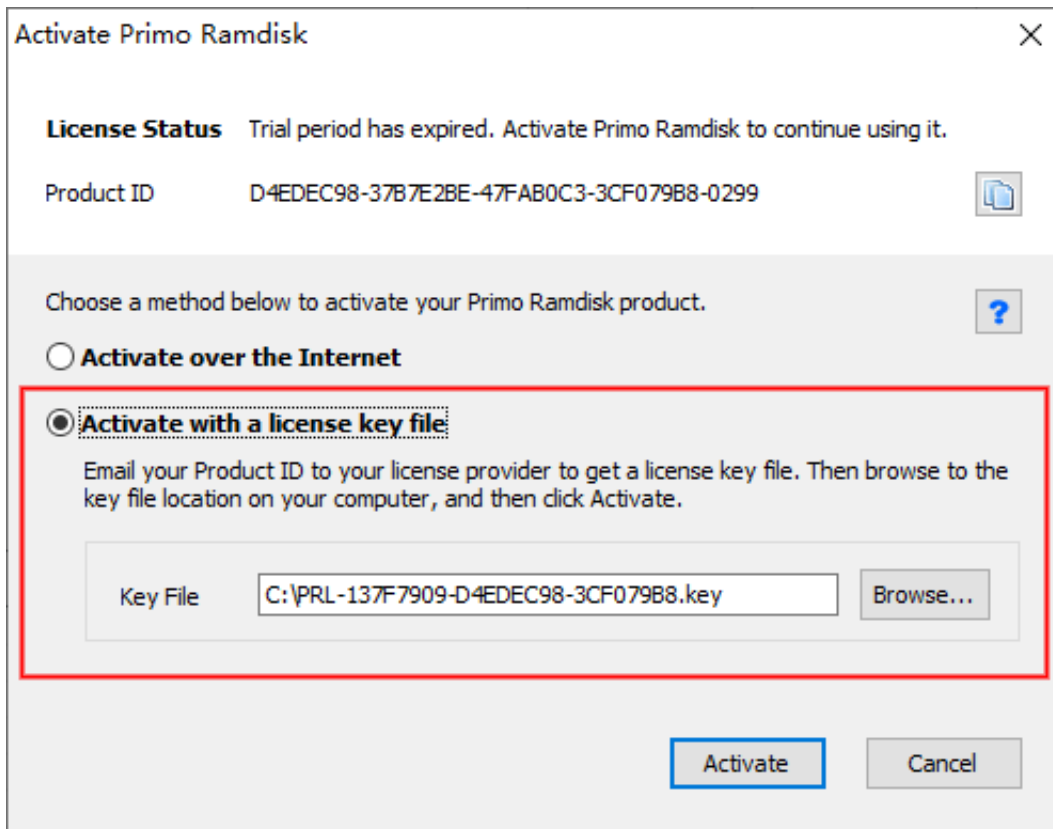 Activate Primo Ramdisk
License Status Trial period has expired. Activate Primo Ramdisk to continue using it.
Product ID D4EDEC98-37B7E2BE-47FAB0C3-3CF079B8-0299
Choose a method below to activate your Primo Ramdisk product.
?
Activate over the Internet
Activate with a license key file
Email your Product ID to your license provider to get a license key file. Then browse to the
key file location on your computer, and then click Activate.
Key File C:\PRL-137F7909-D4EDEC98-3CF079B8.key Browse...
Activate Cancel